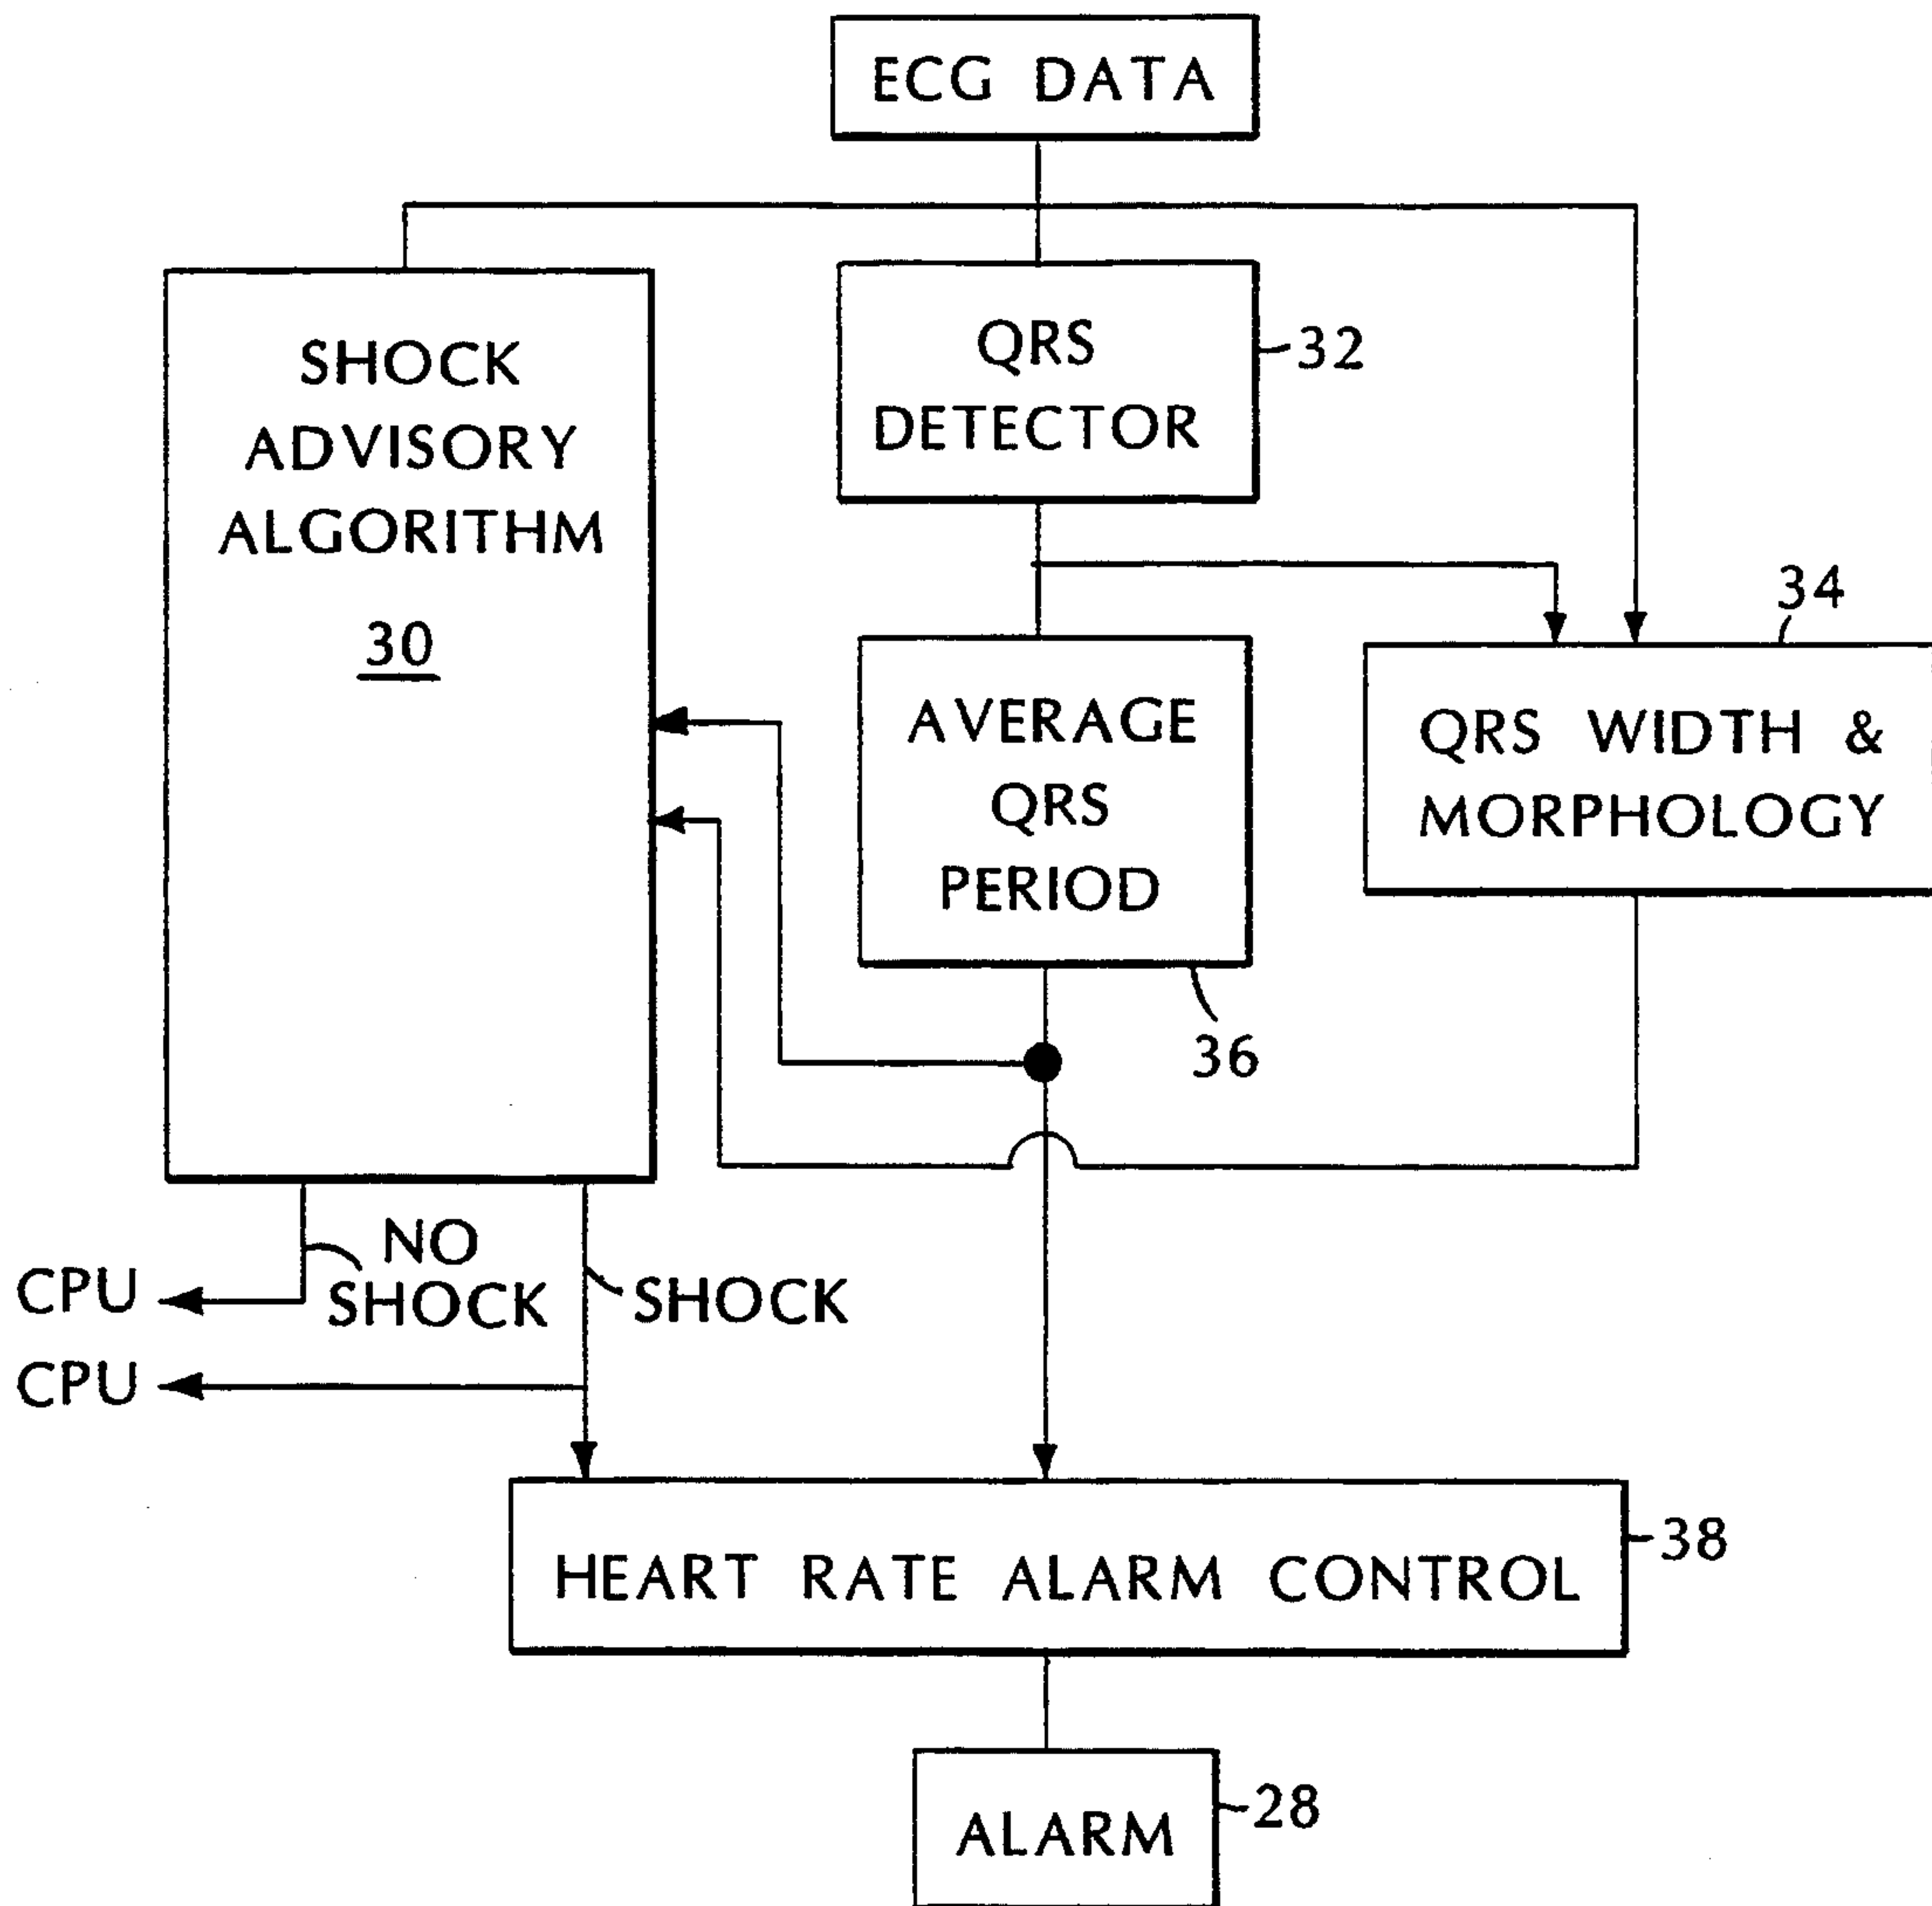 ECG DATA
SHOCK
ADVISORY
ALGORITHM
30
QRS
DETECTOR
32
34
AVERAGE
QRS
PERIOD
36
QRS WIDTH &
MORPHOLOGY
NO
SHOCK
SHOCK
CPU
CPU
HEART RATE ALARM CONTROL
38
ALARM
28